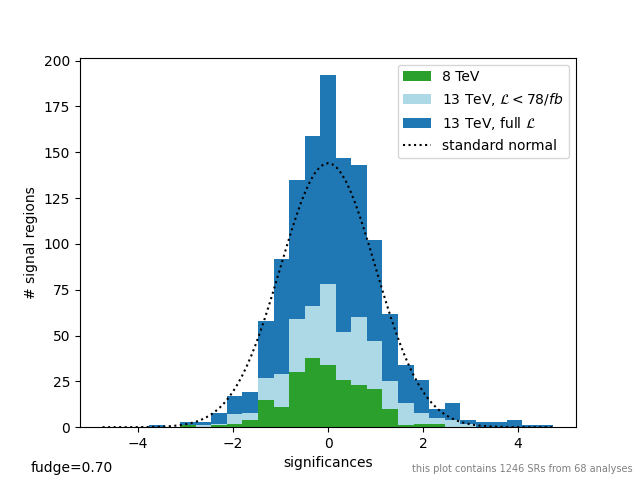 200
175
150
125
100
75
50
25
0
# signal regions
8 TeV
13 TeV, ℒ < 78/fb
13 TeV, full ℒ
standard normal
−4 −2 0 2 4
significances
fudge=0.70
this plot contains 1246 SRs from 68 analyses